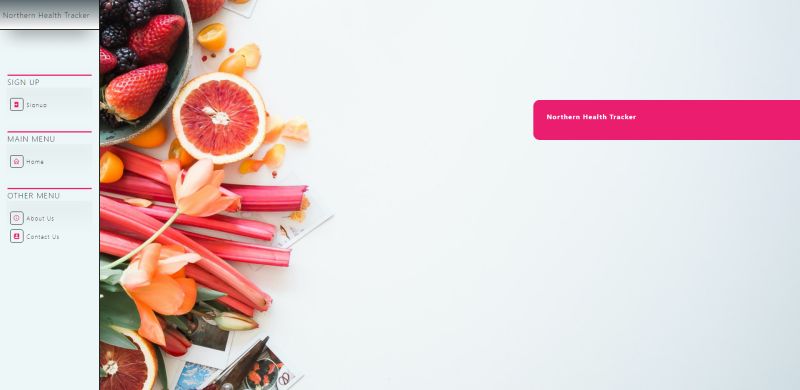 Northern Health Tracker
SIGN UP
Signup
MAIN MENU
Home
OTHER MENU
About Us
Contact Us
Northern Health Tracker